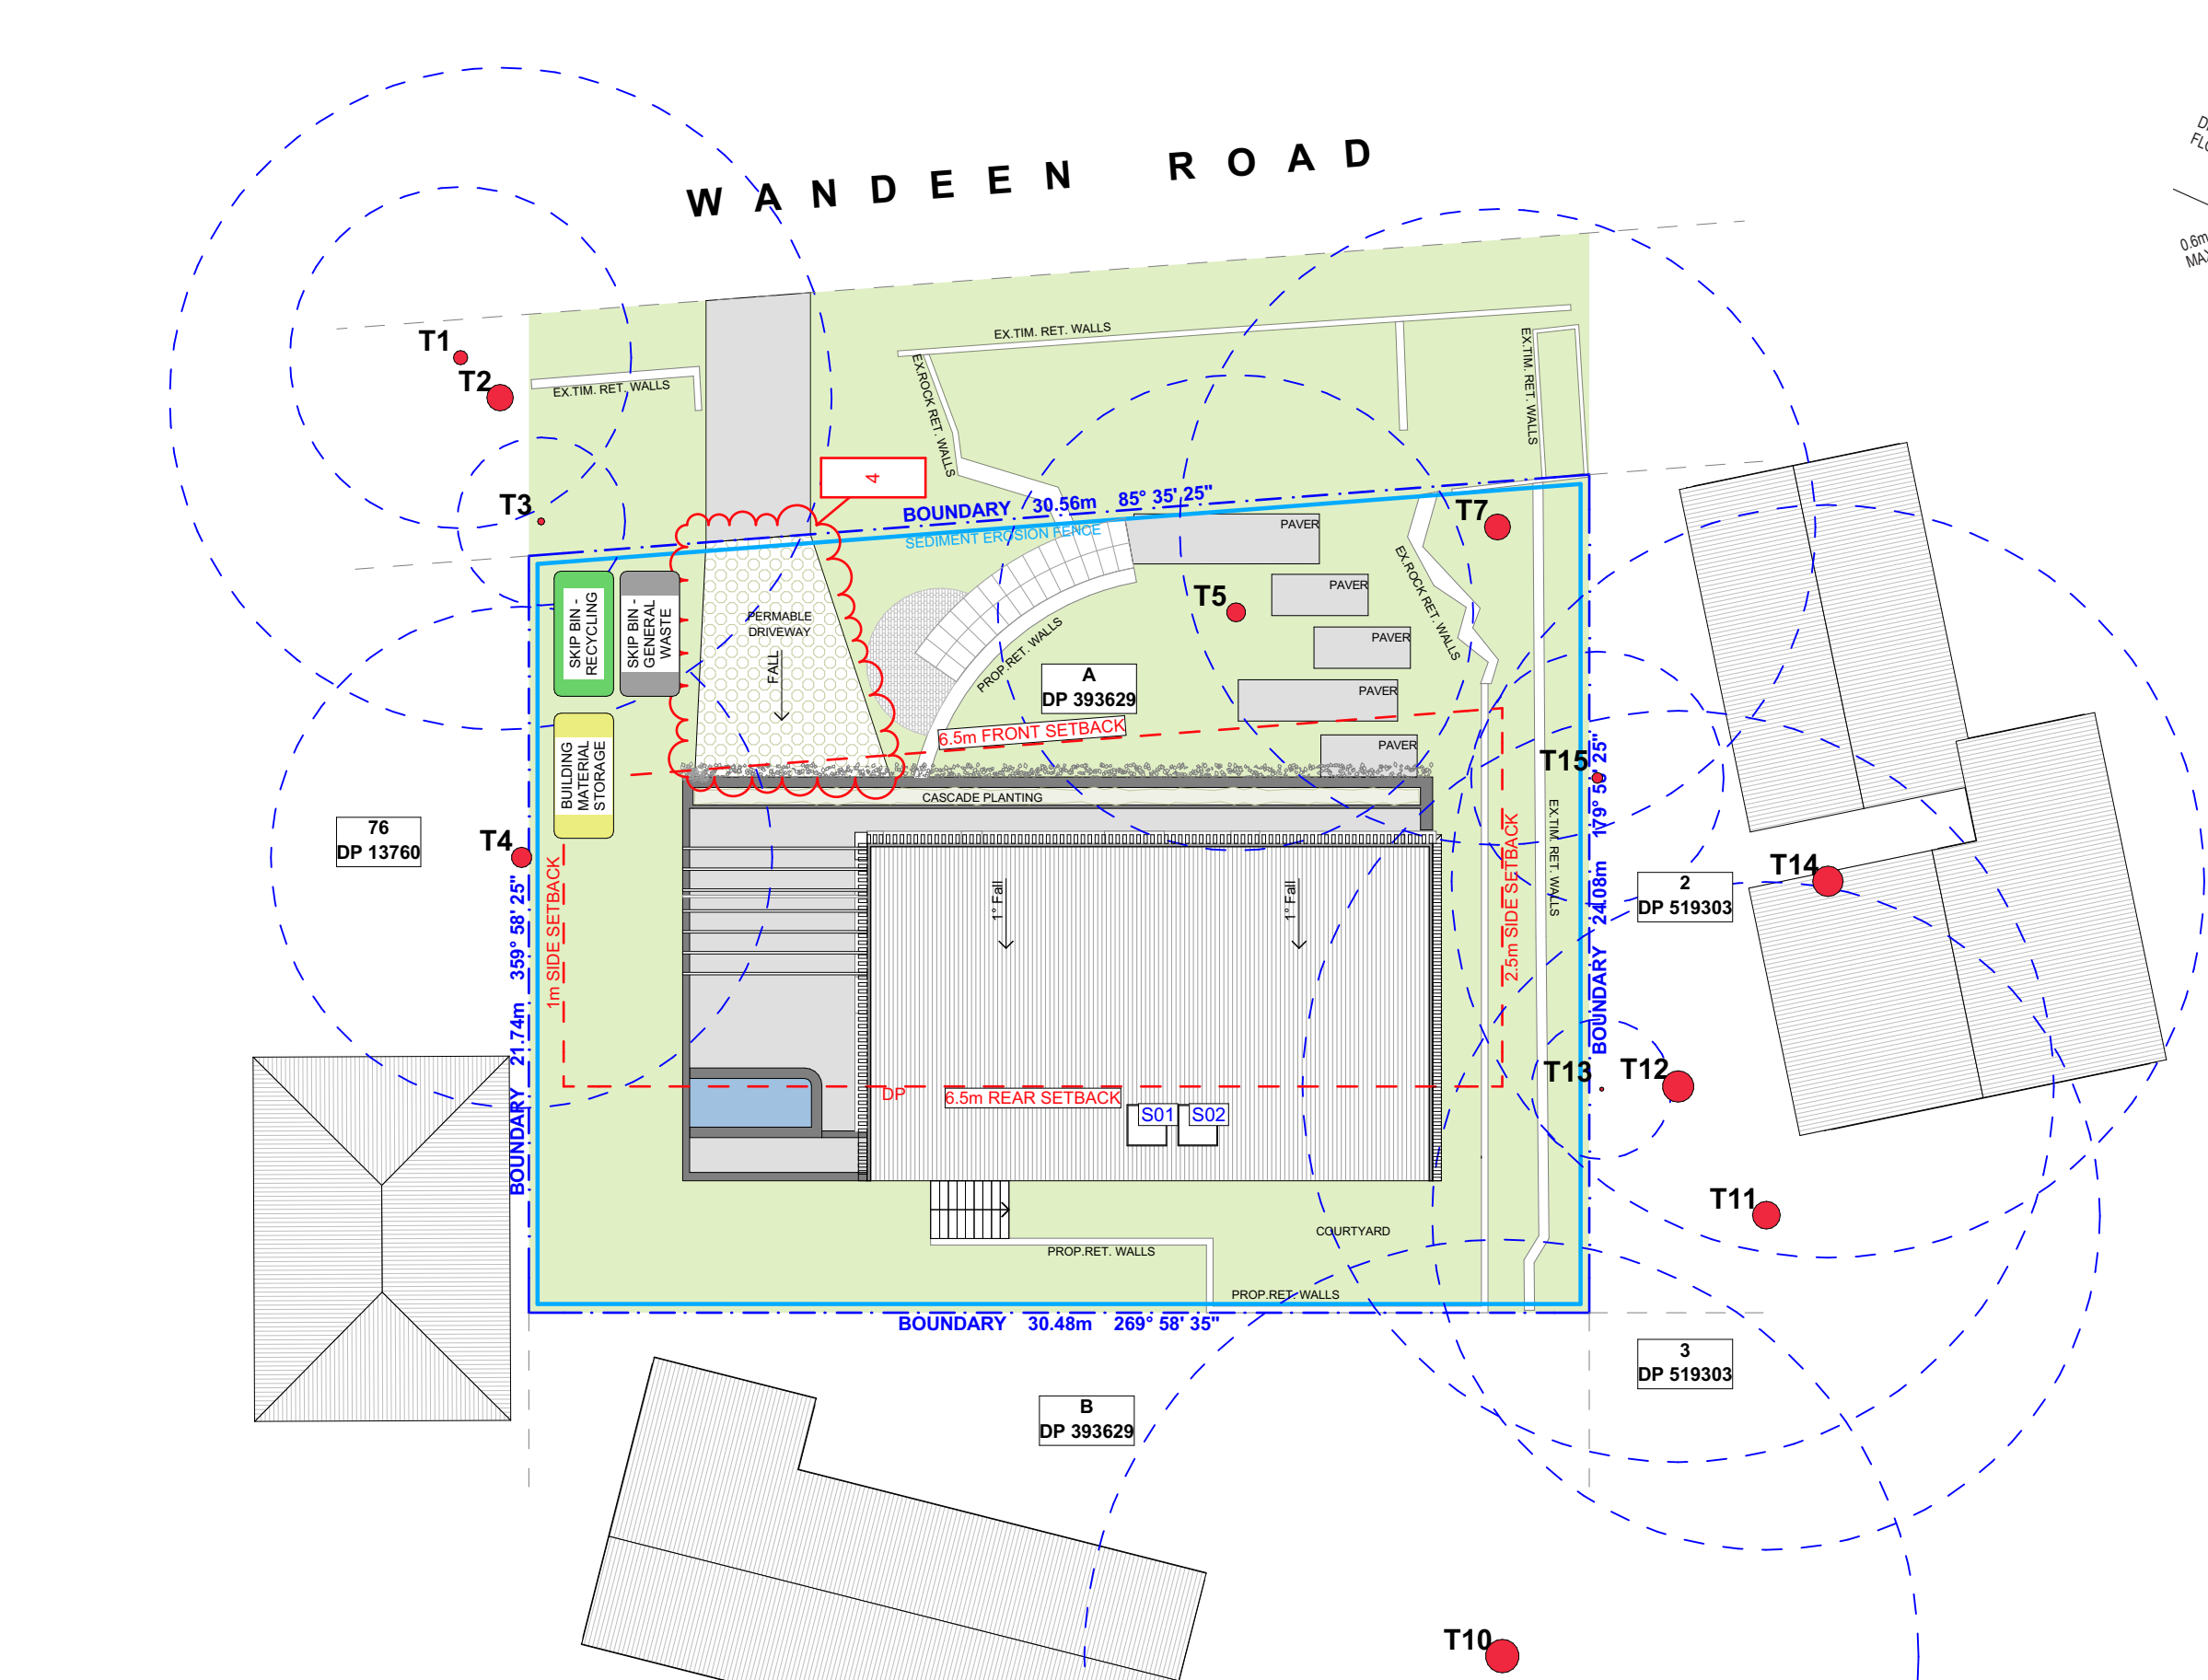 WANDEEN ROAD
0.6m
T1
T2
EX.TIM. RET. WALLS
EX.TIM. RET. WALLS
EX.ROCK RET. WALLS
EX.TIM. RET. WALLS
4
T3
BOUNDARY 30.56m 85° 35' 25"
SEDIMENT EROSION FENCE
PAVER
T7
SKIP BIN -
RECYCLING
SKIP BIN -
GENERAL
WASTE
PERMABLE
DRIVEWAY
FALL
PROP.RET. WALLS
T5
PAVER
PAVER
EX.ROCK RET. WALLS
A
DP 393629
PAVER
6.5m FRONT SETBACK
PAVER
BUILDING
MATERIAL
STORAGE
CASCADE PLANTING
T15
76
DP 13760
T4
1m SIDE SETBACK
BOUNDARY 21.74m 359° 58' 25"
1° Fall
1° Fall
2.5m SIDE SETBACK
EX.TIM. RET. WALLS
BOUNDARY 24.08m
T14
2
DP 519303
T13
T12
DP
6.5m REAR SETBACK
S01
S02
T11
COURTYARD
PROP.RET. WALLS
PROP.RET. WALLS
BOUNDARY 30.48m 269° 58' 35"
3
DP 519303
B
DP 393629
T10